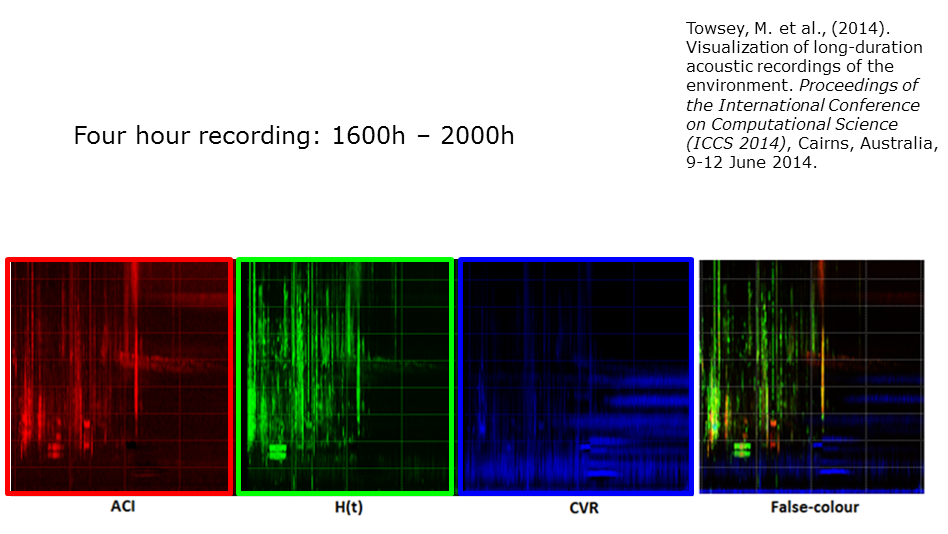 Towsey, M. et al., (2014).
Visualization of long-duration
acoustic recordings of the
environment. Proceedings of
the International Conference
on Computational Science
(ICCS 2014), Cairns, Australia,
9-12 June 2014.
Four hour recording: 1600h – 2000h
ACI
H(t)
CVR
False-colour